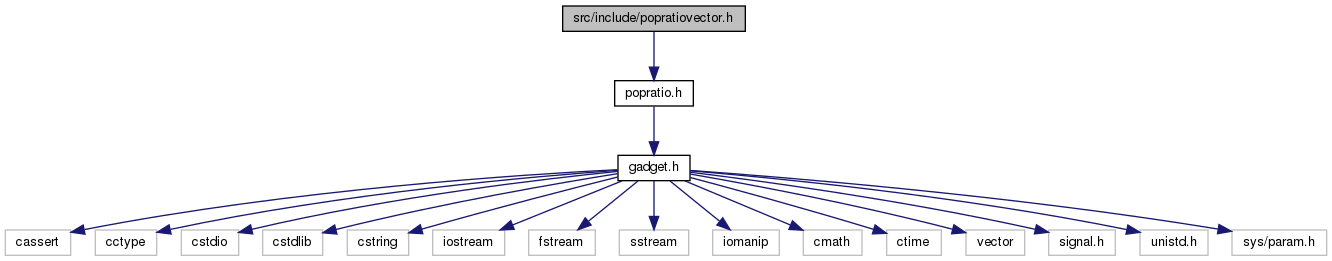 src/include/popratiovector.h
popratio.h
gadget.h
cassert
cctype
cstdio
cstdlib
cstring
iostream
fstream
sstream
iomanip
cmath
ctime
vector
signal.h
unistd.h
sys/param.h